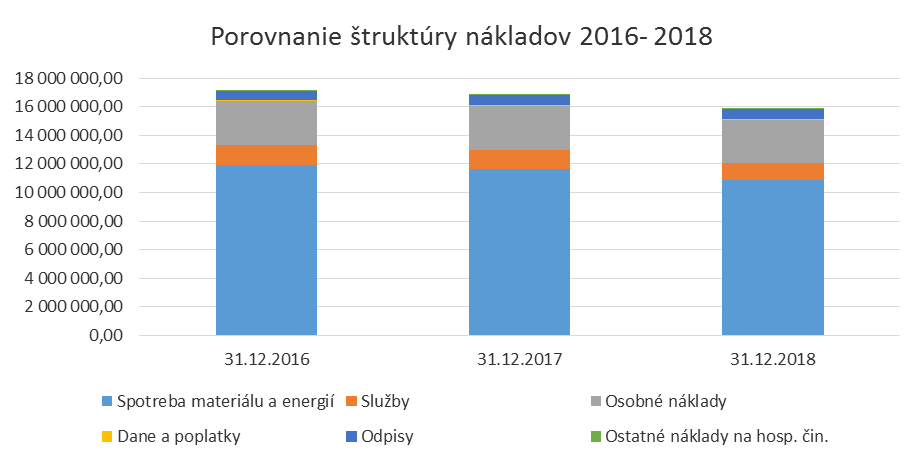 Porovnanie štruktúry nákladov 2016- 2018
18 000 000,00
16 000 000,00
14 000 000,00
12 000 000,00
10 000 000,00
8 000 000,00
6 000 000,00
4 000 000,00
2 000 000,00
0,00
31.12.2016 31.12.2017 31.12.2018
Spotreba materiálu a energií Služby Osobné náklady
Dane a poplatky Odpisy Ostatné náklady na hosp. čin.